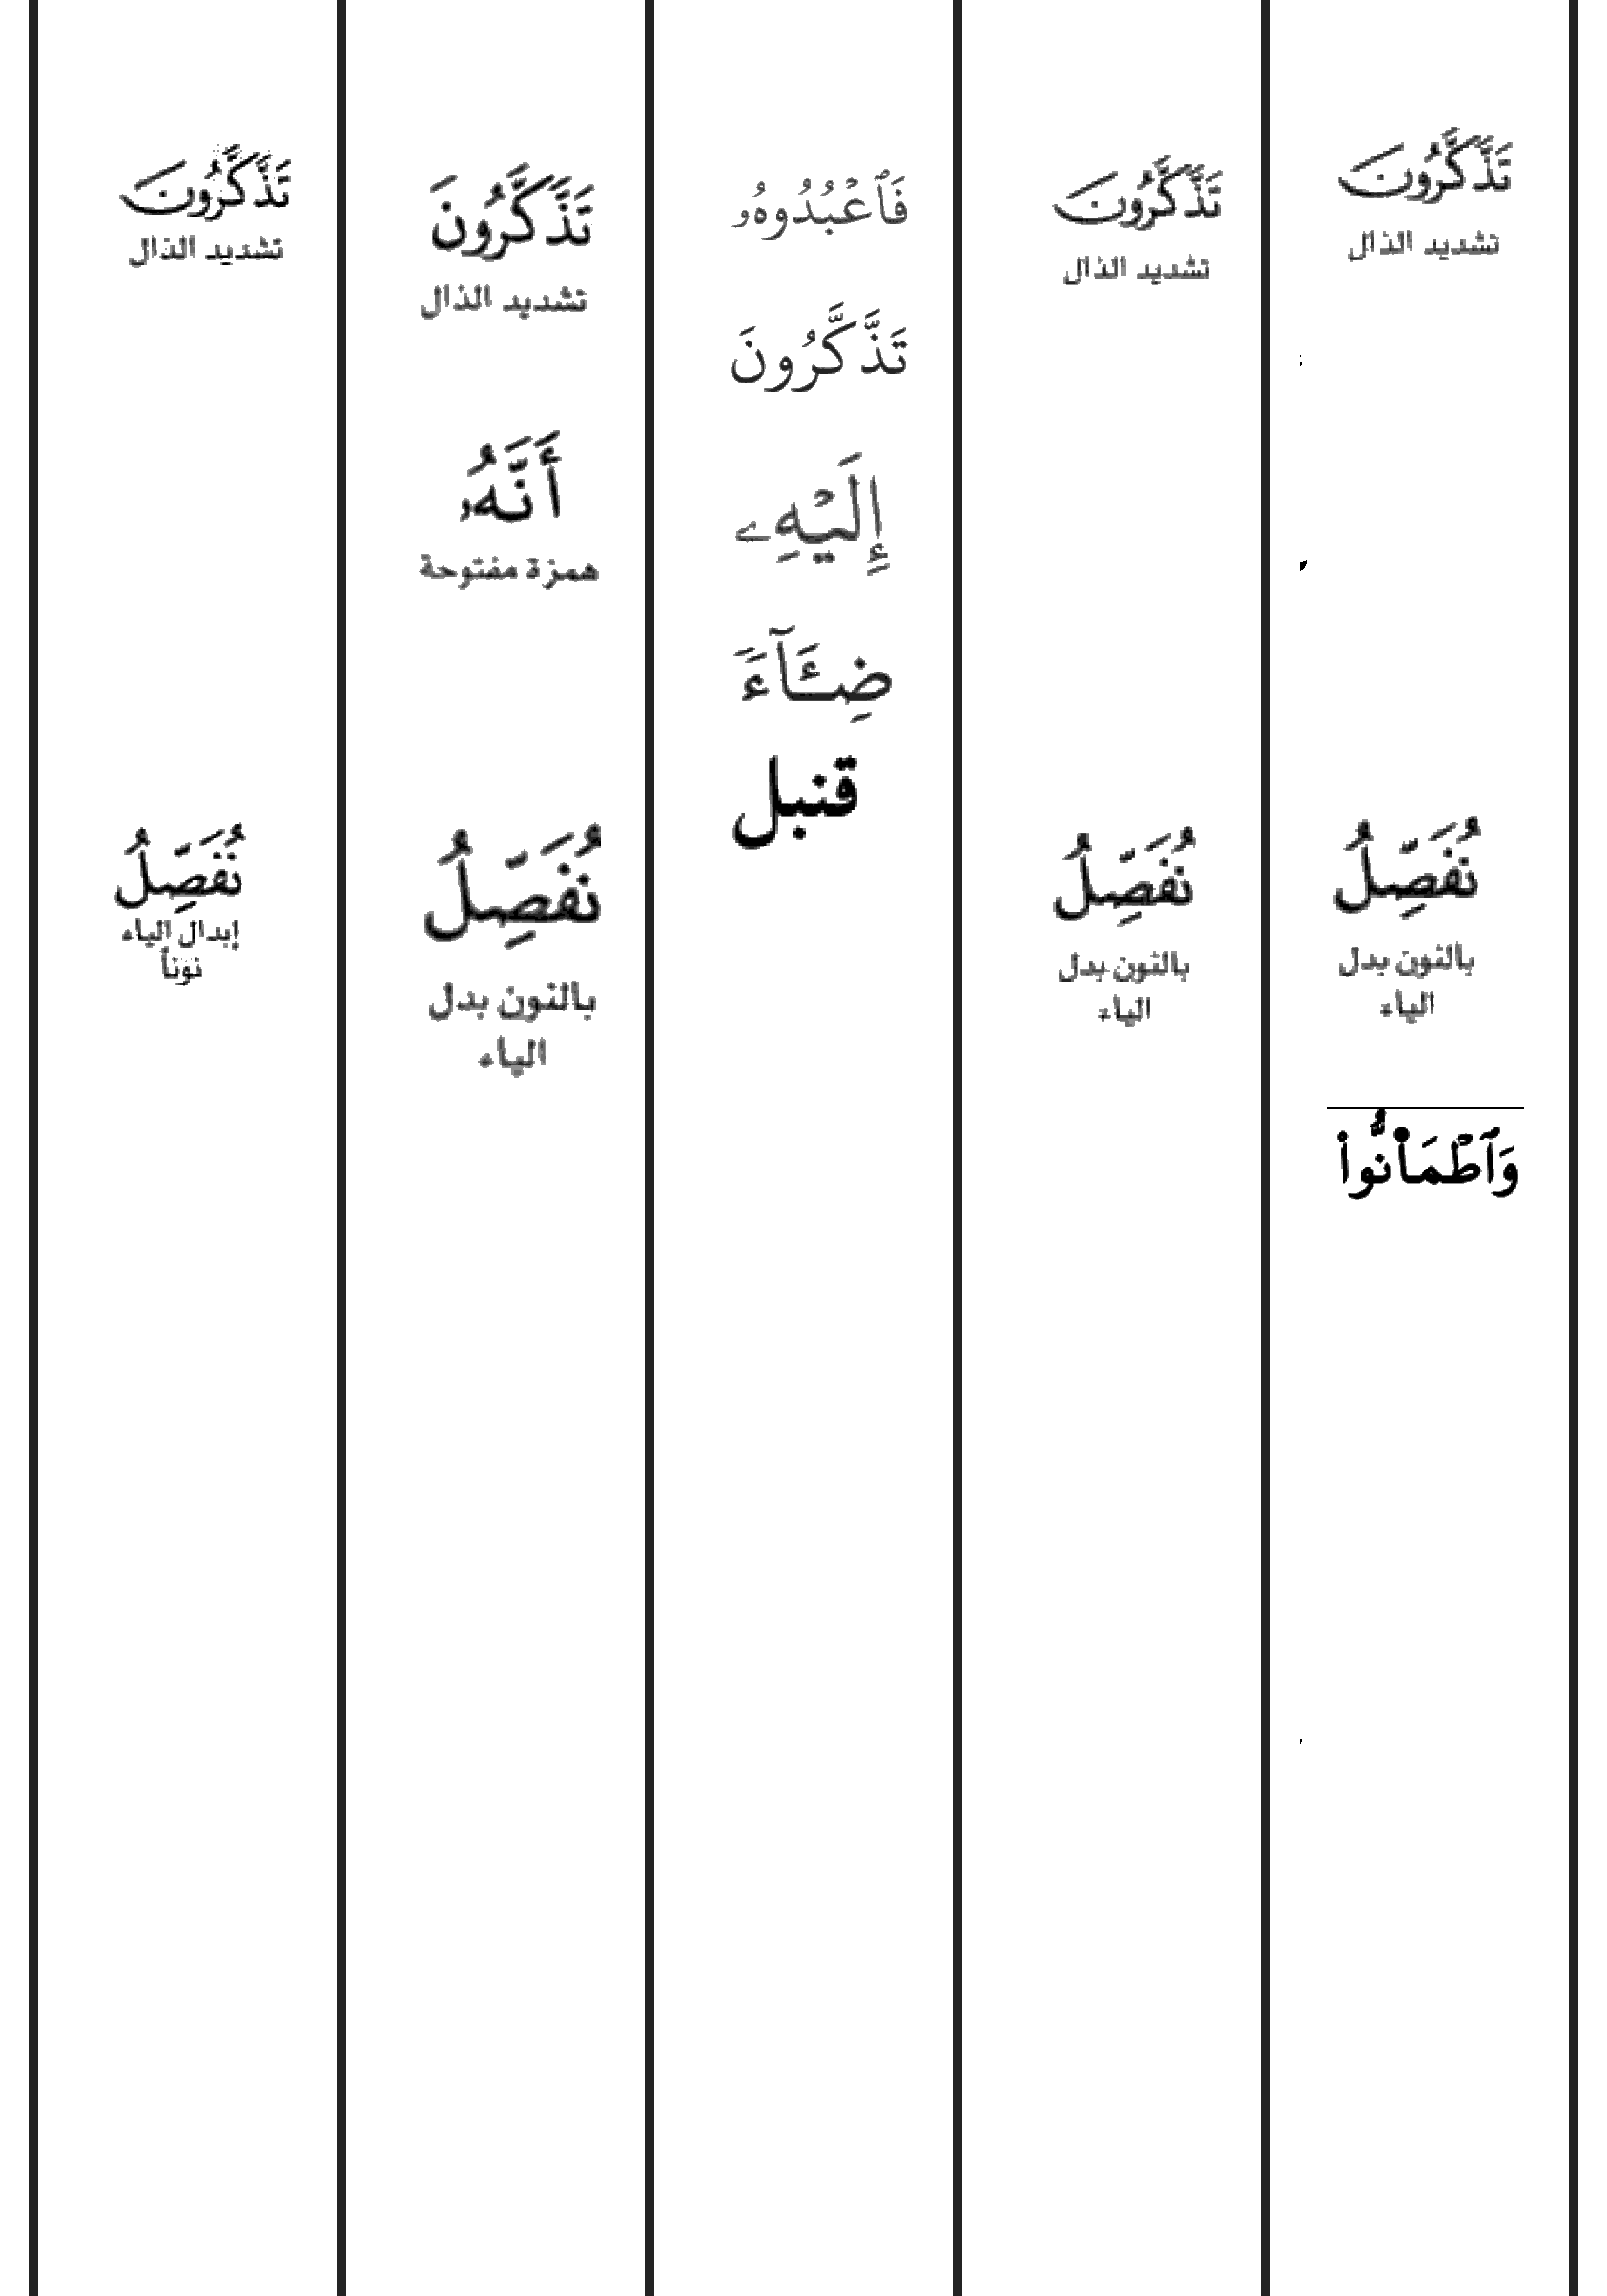 تَذَّكَّرُونَ
تشديد الذال
وَٱطۡمَأَنُّواْ
نُفَصِّلُ
بالنون بدل
الياء
تَذَّكَّرُونَ
تشديد الذال
نُفَصِّلُ
بالنون بدل
الياء
فَٱعۡبُدُوهُۥ
تَذَّكَّرُونَ
إِلَيۡهِۦ
ضِـَٔآءٗ
قنبل
تَذَّكَّرُونَ
تشديد الذال
أَنَّهُۥ
همزة مفتوحة
نُفَصِّلُ
بالنون بدل
الياء
تَذَّكَّرُونَ
تشديد الذال
نُفَصِّلُ
إبدال الياء
نوناً